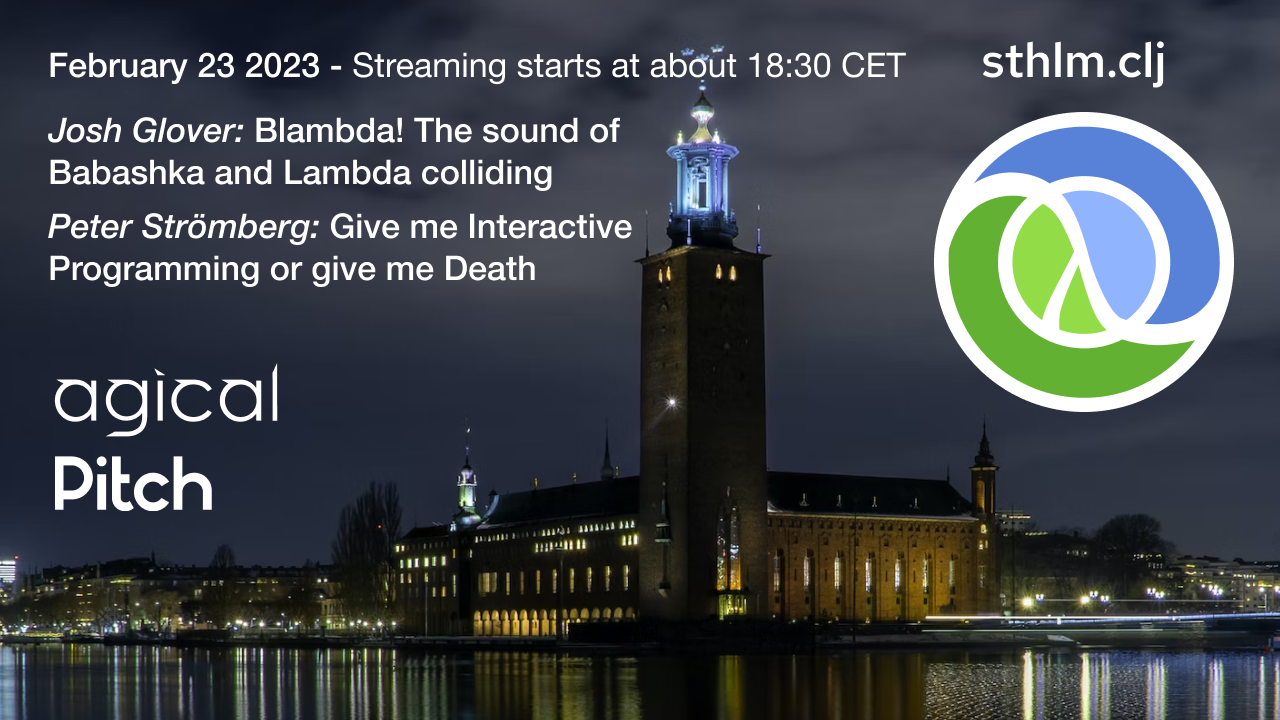 February 23 2023 - Streaming starts at about 18:30 CET
sthlm.clj
Josh Glover: Blambda! The sound of
Babashka and Lambda colliding
Peter Strömberg: Give me Interactive
Programming or give me Death
agical
Pitch